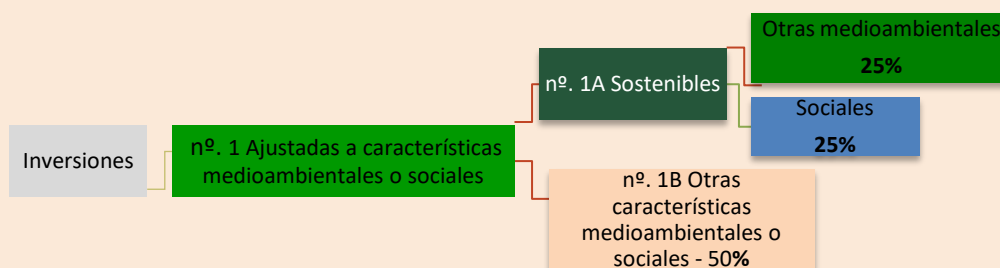 Otras medioambientales
25%
nº. 1A Sostenibles
Sociales
25%
Inversiones
nº. 1 Ajustadas a características
medioambientales o sociales
nº. 1B Otras
características
medioambientales o
sociales - 50%